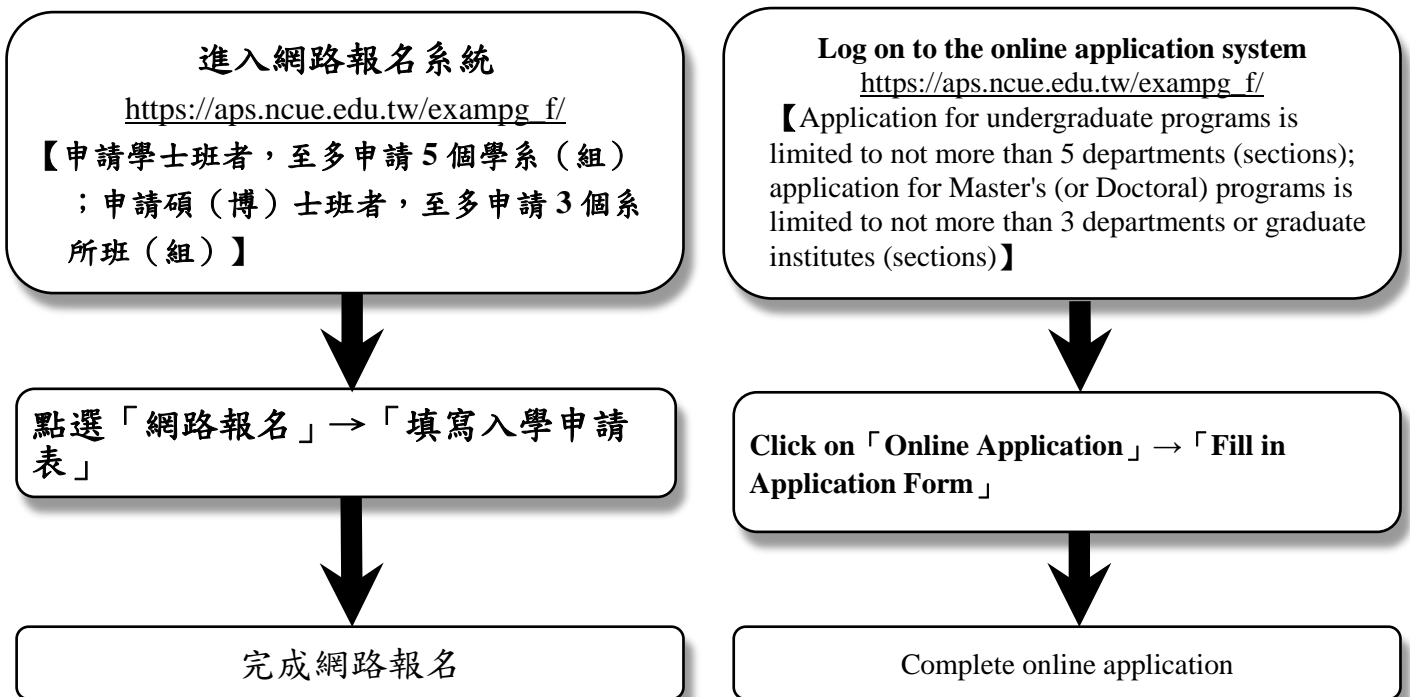 進入網路報名系統
https://aps.ncue.edu.tw/exampg_f/
【申請學士班者，至多申請 5 個學系（組）
；申請碩（博）士班者，至多申請 3 個系
所班（組）】
點選「網路報名」→「填寫入學申請
表」
完成網路報名
Log on to the online application system
https://aps.ncue.edu.tw/exampg_f/
【Application for undergraduate programs is
limited to not more than 5 departments (sections);
application for Master's (or Doctoral) programs is
limited to not more than 3 departments or graduate
institutes (sections)】
Click on「Online Application」→「Fill in
Application Form」
Complete online application